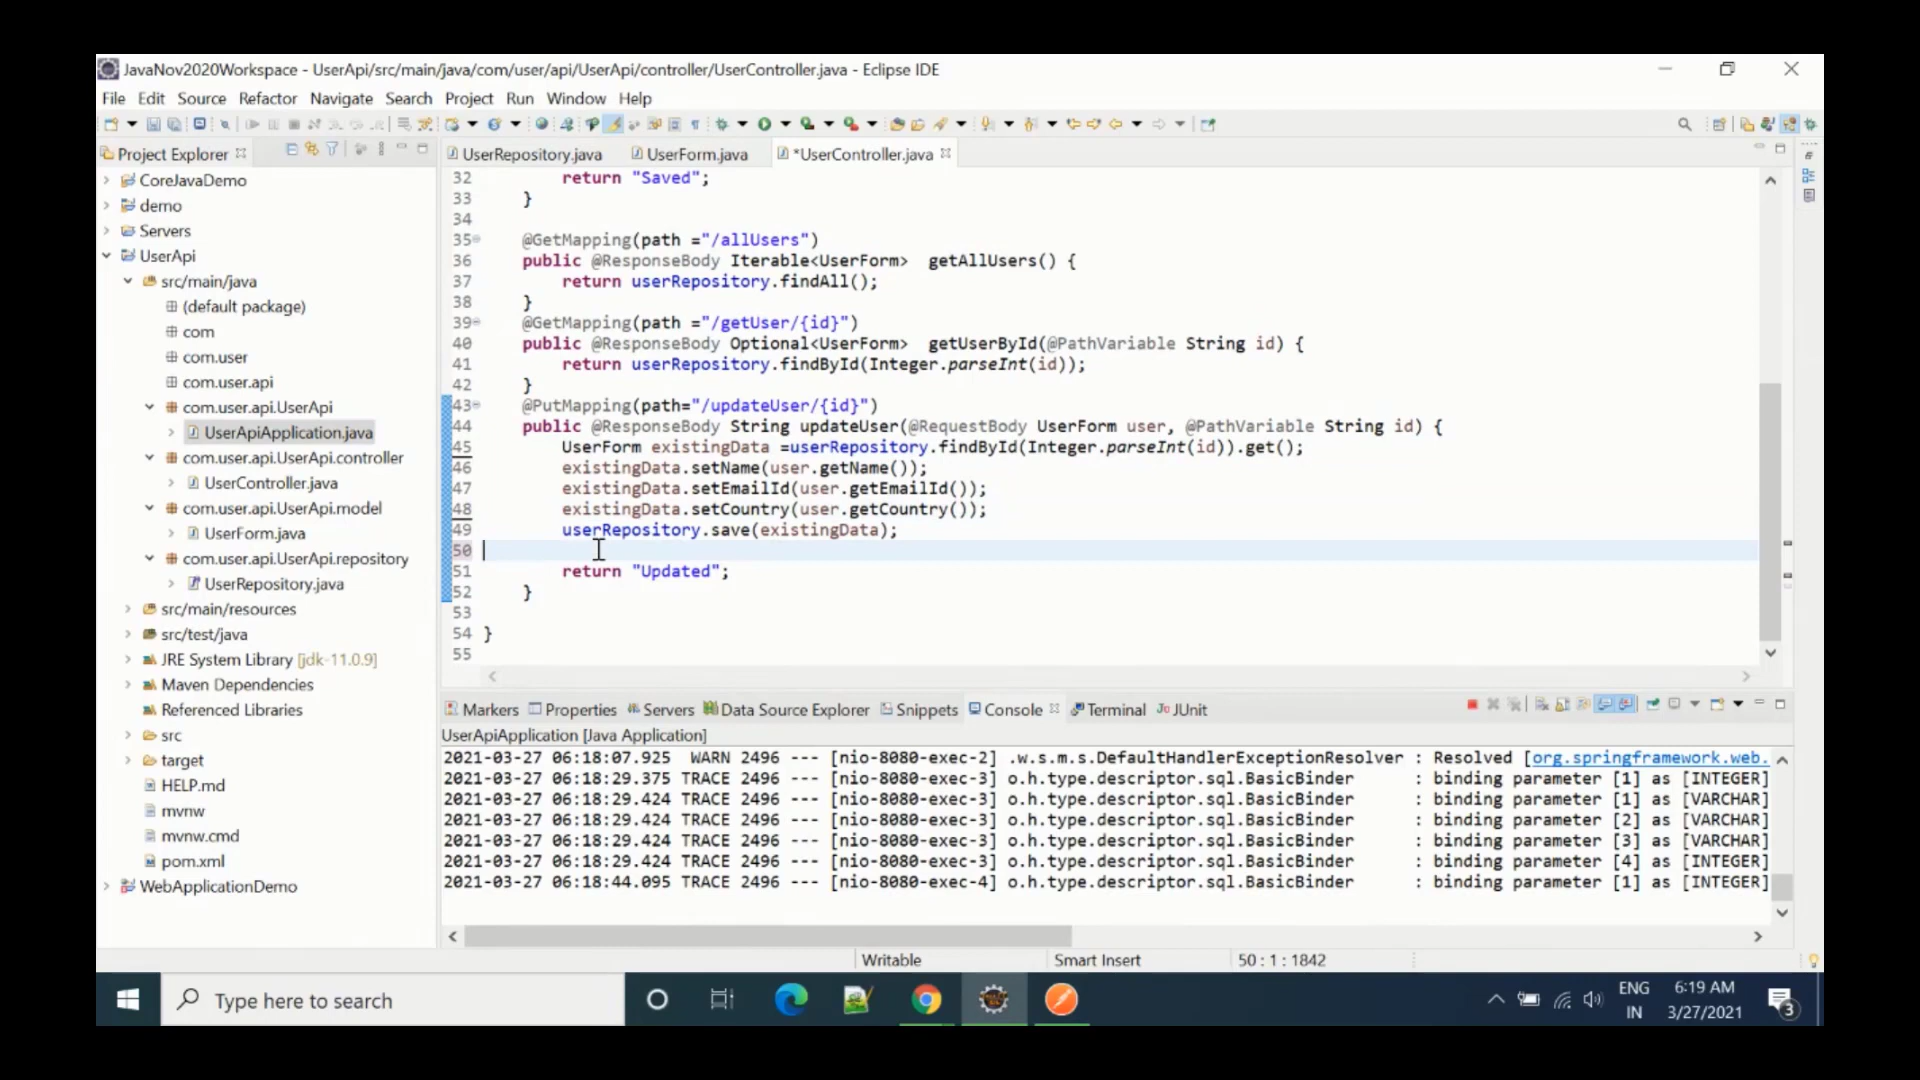 JavaNov2020Workspace - UserApi/src/main/java/com/user/api/UserApi/controller/UserController.java - Eclipse IDE
File Edit Source Refactor Navigate Search Project Run Window Help
Project Explorer
CoreJavaDemo
demo
Servers
UserApi
src/main/java
(default package)
com
com.user
com.user.api
com.user.api.UserApi
UserApiApplication.java
com.user.api.UserApi.controller
UserController.java
com.user.api.UserApi.model
UserForm.java
com.user.api.UserApi.repository
UserRepository.java
src/main/resources
src/test/java
JRE System Library [jdk-11.0.9]
Maven Dependencies
Referenced Libraries
src
target
HELP.md
mvnw
mvnw.cmd
pom.xml
WebApplicationDemo
UserRepository.java UserForm.java *UserController.java
32 return "Saved";
33 }
34
35 @GetMapping(path ="/allUsers")
36 public @ResponseBody Iterable<UserForm> getAllUsers() {
37 return userRepository.findAll();
38 }
39 @GetMapping(path ="/getUser/{id}")
40 public @ResponseBody Optional<UserForm> getUserById(@PathVariable String id) {
41 return userRepository.findById(Integer.parseInt(id));
42 }
43 @PutMapping(path="/updateUser/{id}")
44 public @ResponseBody String updateUser(@RequestBody UserForm user, @PathVariable String id) {
45 UserForm existingData =userRepository.findById(Integer.parseInt(id)).get();
46 existingData.setName(user.getName());
47 existingData.setEmailId(user.getEmailId());
48 existingData.setCountry(user.getCountry());
49 userRepository.save(existingData);
50
51 return "Updated";
52 }
53
54 }
55
Markers Properties Servers Data Source Explorer Snippets Console Terminal JUnit
UserApiApplication [Java Application]
2021-03-27 06:18:07.925 WARN 2496 --- [nio-8080-exec-2] .w.s.m.s.DefaultHandlerExceptionResolver : Resolved [org.springframework.web.
2021-03-27 06:18:29.375 TRACE 2496 --- [nio-8080-exec-3] o.h.type.descriptor.sql.BasicBinder : binding parameter [1] as [INTEGER]
2021-03-27 06:18:29.424 TRACE 2496 --- [nio-8080-exec-3] o.h.type.descriptor.sql.BasicBinder : binding parameter [1] as [VARCHAR]
2021-03-27 06:18:29.424 TRACE 2496 --- [nio-8080-exec-3] o.h.type.descriptor.sql.BasicBinder : binding parameter [2] as [VARCHAR]
2021-03-27 06:18:29.424 TRACE 2496 --- [nio-8080-exec-3] o.h.type.descriptor.sql.BasicBinder : binding parameter [3] as [VARCHAR]
2021-03-27 06:18:29.424 TRACE 2496 --- [nio-8080-exec-3] o.h.type.descriptor.sql.BasicBinder : binding parameter [4] as [INTEGER]
2021-03-27 06:18:44.095 TRACE 2496 --- [nio-8080-exec-4] o.h.type.descriptor.sql.BasicBinder : binding parameter [1] as [INTEGER]
Writable Smart Insert 50 : 1 : 1842
Type here to search
ENG
IN
6:19 AM
3/27/2021
3